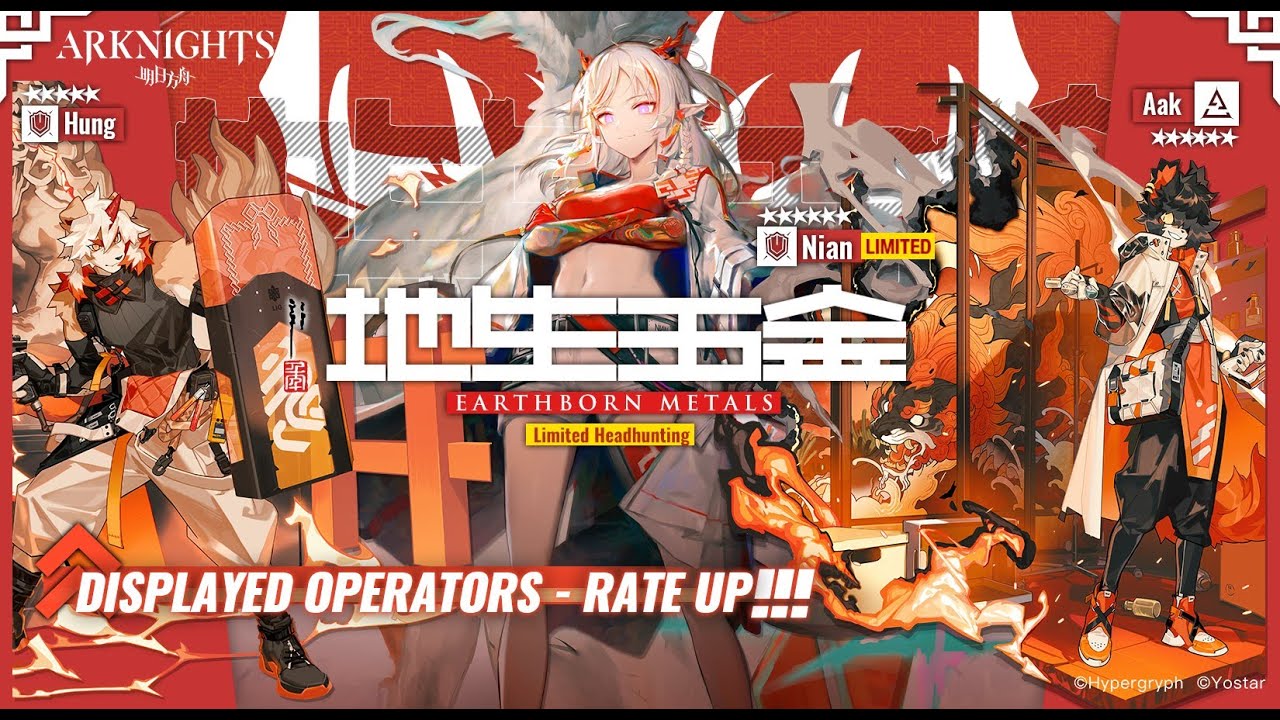 ARKNIGHTS
明日方舟
★★★★★
Hung
Aak
★★★★★★
★★★★★★
Nian LIMITED
地生五金
EARTHBORN METALS
Limited Headhunting
DISPLAYED OPERATORS - RATE UP!!!
©Hypergryph ©Yostar